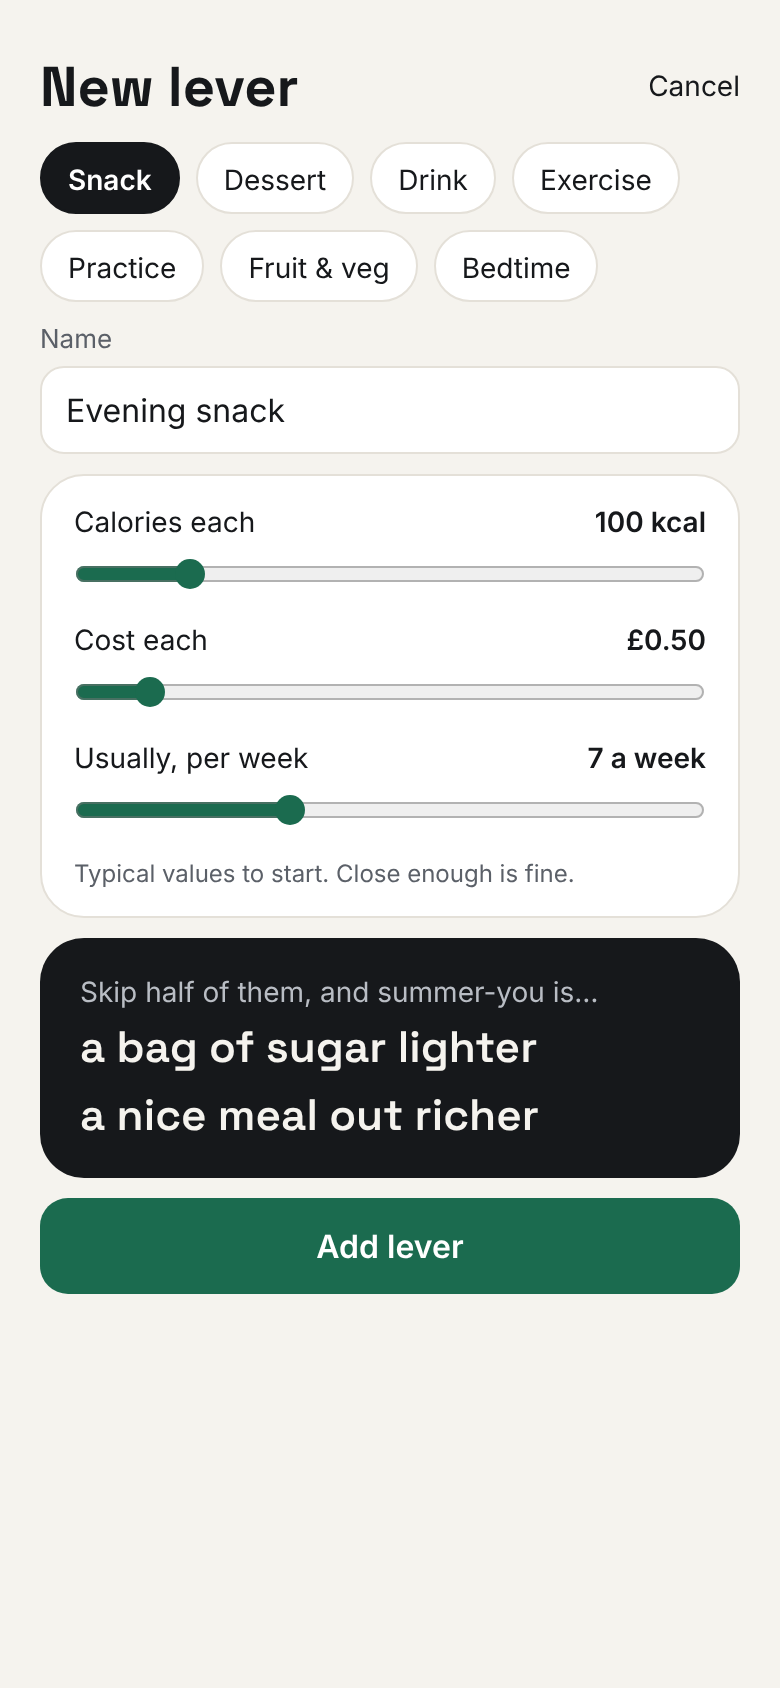 New lever
Cancel
Snack
Dessert
Drink
Exercise
Practice
Fruit & veg
Bedtime
Name
Evening snack
Calories each
100 kcal
Cost each
£0.50
Usually, per week
7 a week
Typical values to start. Close enough is fine.
Skip half of them, and summer-you is...
a bag of sugar lighter
a nice meal out richer
Add lever